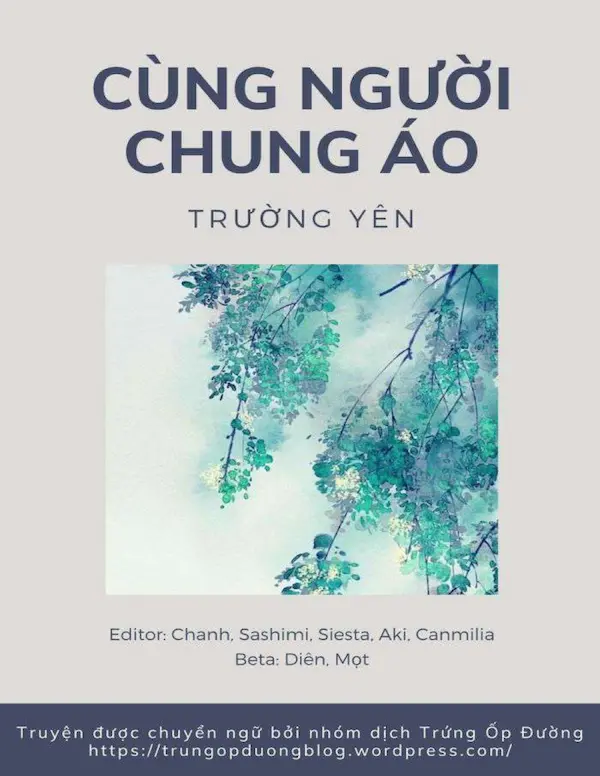 CÙNG NGƯỜI
CHUNG ÁO
TRƯỜNG YÊN
Editor: Chanh, Sashimi, Siesta, Aki, Canmilia
Beta: Diên, Mọt
Truyện được chuyển ngữ bởi nhóm dịch Trứng Ốp Đường
https://trungopduongblog.wordpress.com/